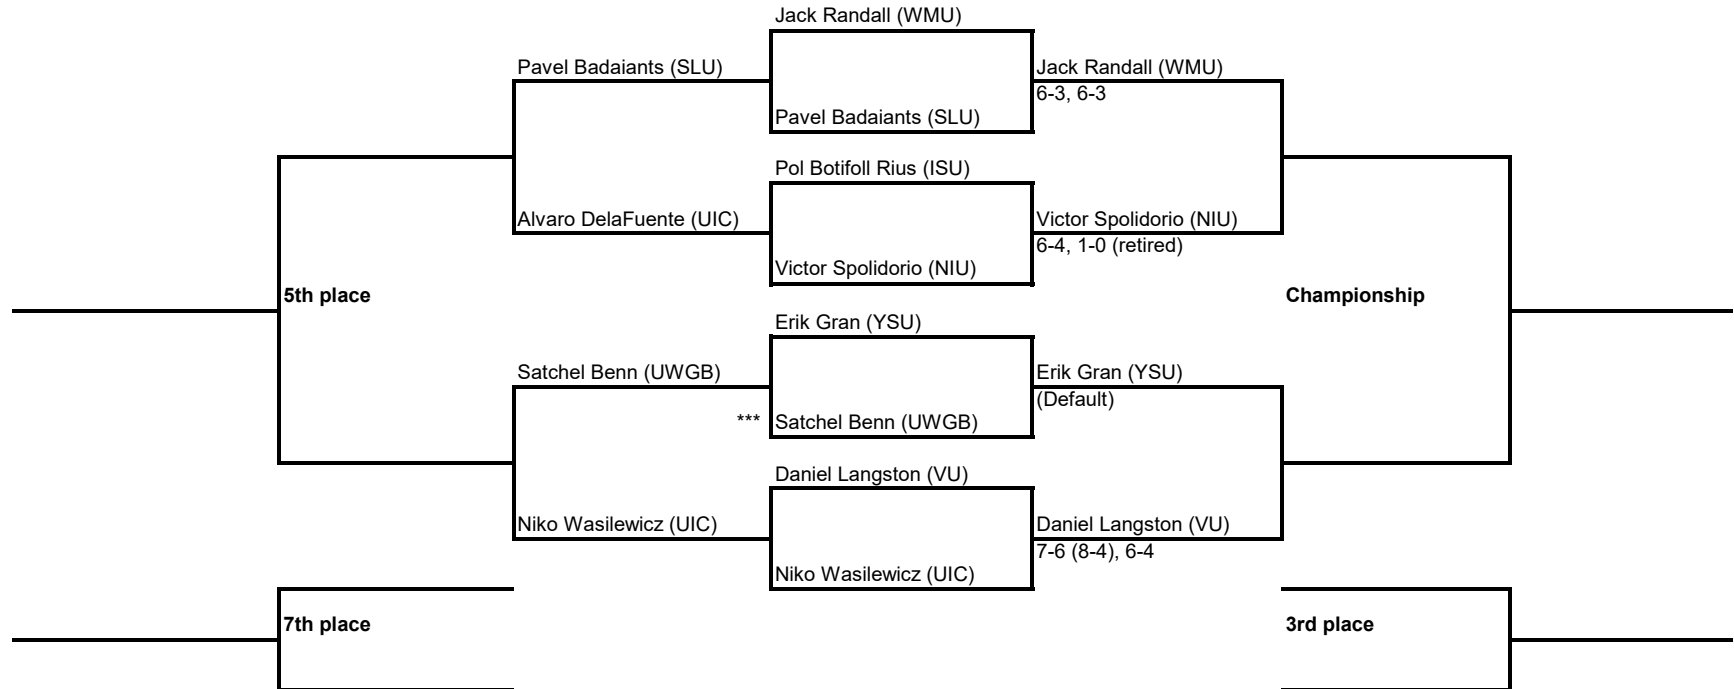 Jack Randall (WMU)
Pavel Badaiants (SLU)
Jack Randall (WMU)
6-3, 6-3
Pavel Badaiants (SLU)
Pol Botifoll Rius (ISU)
Alvaro DelaFuente (UIC)
Victor Spolidorio (NIU)
6-4, 1-0 (retired)
Victor Spolidorio (NIU)
5th place
Championship
Erik Gran (YSU)
Satchel Benn (UWGB)
Erik Gran (YSU)
(Default)
*** Satchel Benn (UWGB)
Daniel Langston (VU)
Niko Wasilewicz (UIC)
Daniel Langston (VU)
7-6 (8-4), 6-4
Niko Wasilewicz (UIC)
7th place
3rd place